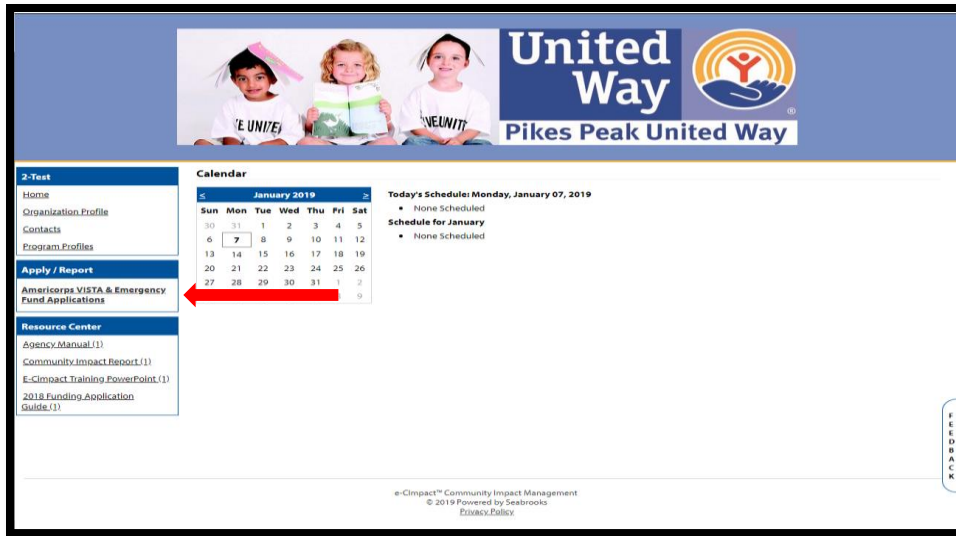 United
Way
Pikes Peak United Way
®
VE UNITE
IVEUNIT
2-Test
Home
Organization Profile
Contacts
Program Profiles
Apply / Report
Americorps VISTA & Emergency
Fund Applications
Resource Center
Agency Manual (1)
Community Impact Report (1)
E-CImpact Training PowerPoint (1)
2018 Funding Application
Guide (1)
Calendar
< January 2019 >
Sun Mon Tue Wed Thu Fri Sat
30 31 1 2 3 4 5
6 7 8 9 10 11 12
13 14 15 16 17 18 19
20 21 22 23 24 25 26
27 28 29 30 31 1 2
9
Today's Schedule: Monday, January 07, 2019
• None Scheduled
Schedule for January
• None Scheduled
FEEDBACK
e-CImpact™ Community Impact Management
© 2019 Powered by Seabrooks
Privacy Policy